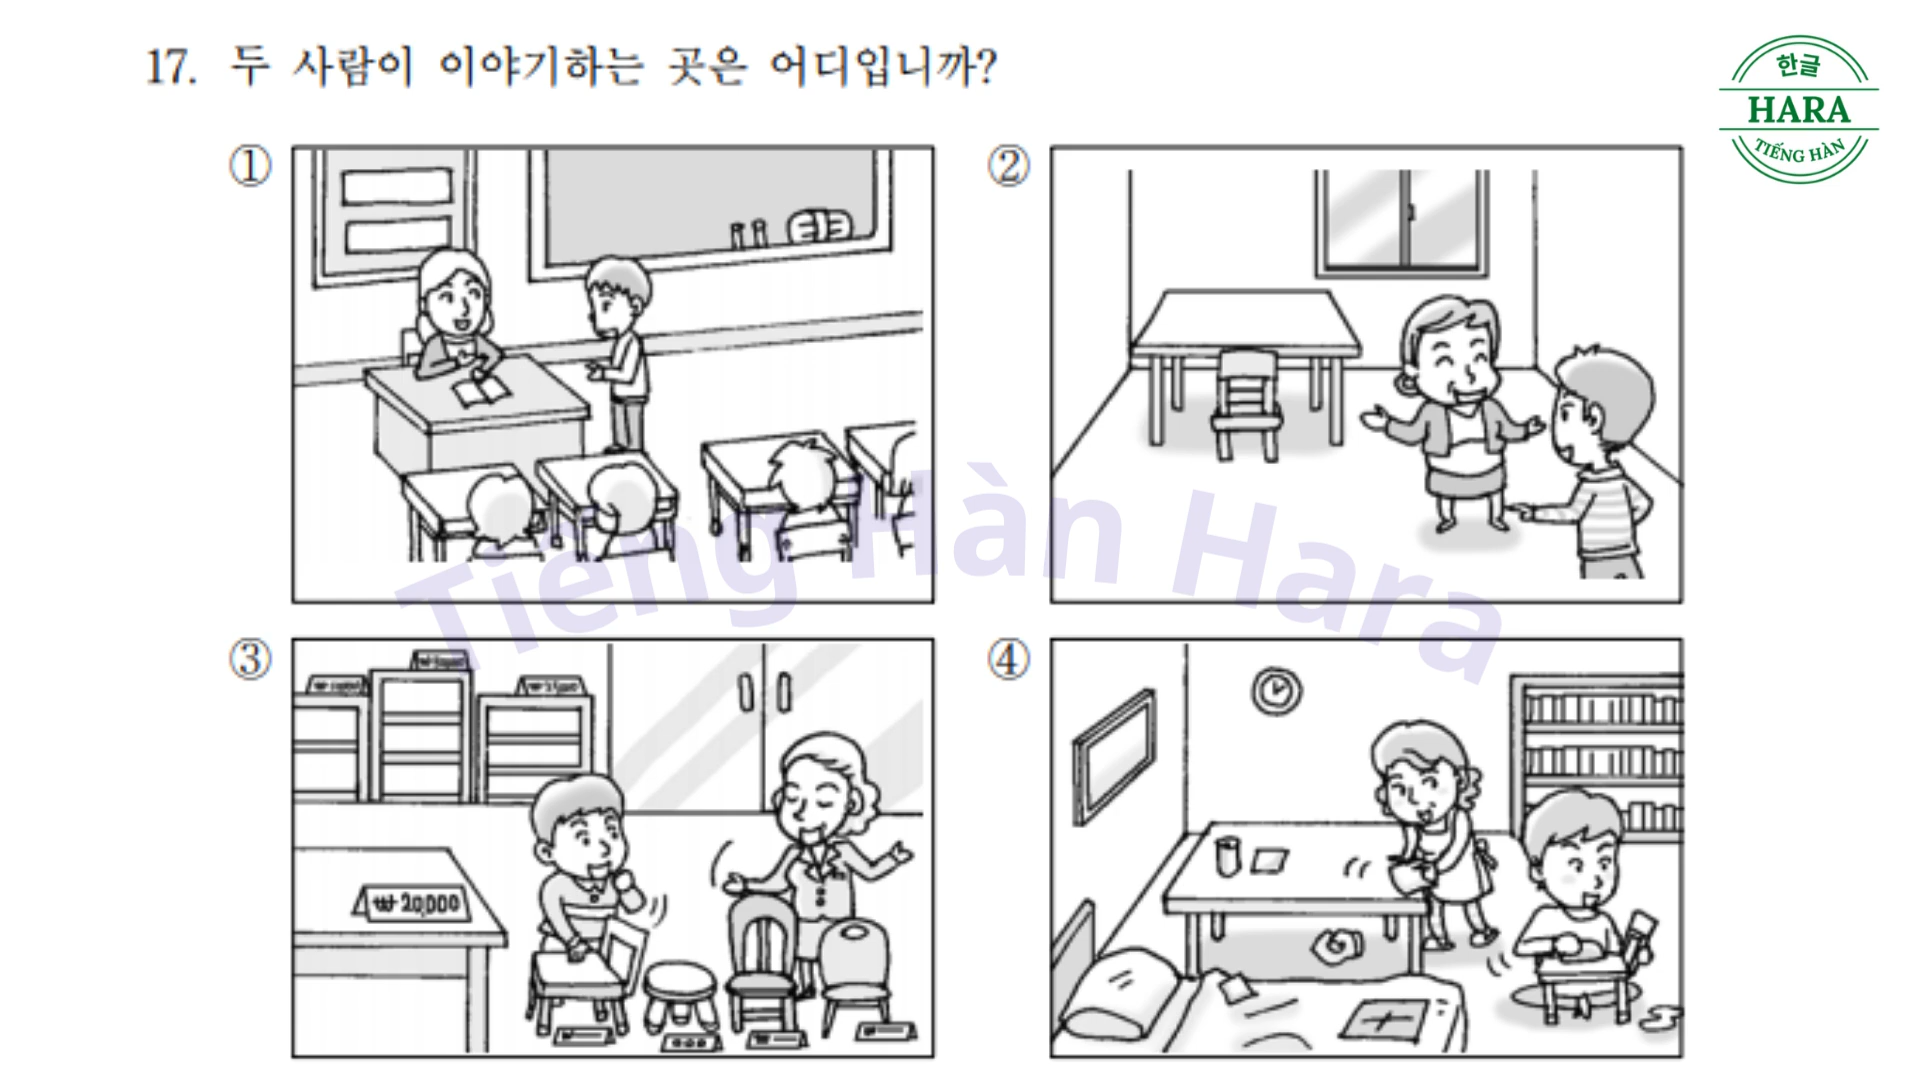 17. 두 사람이 이야기하는 곳은 어디입니까?
한글
HARA
TIẾNG HÀN
①
②
Tiếng Hàn Hara
③
④
₩ 20,000